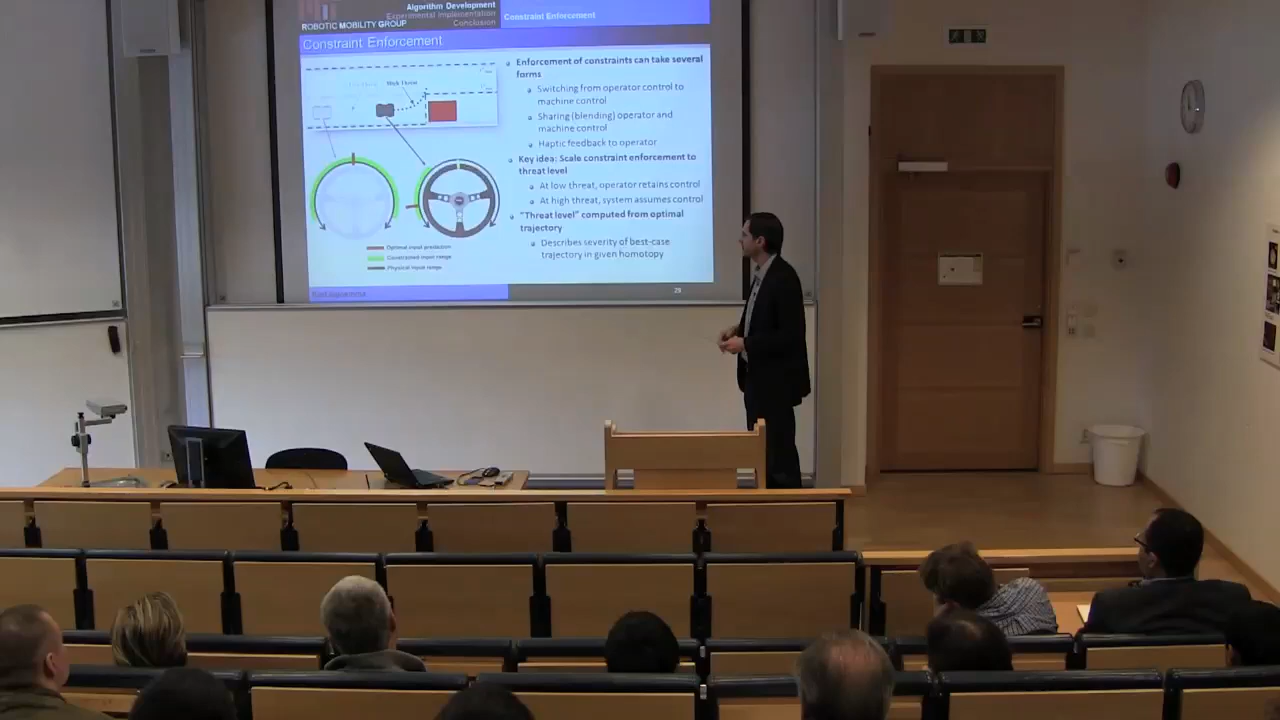 Algorithm Development
Experimental Implementation
Conclusion
Constraint Enforcement
ROBOTIC MOBILITY GROUP
Constraint Enforcement
Enforcement of constraints can take several
forms
Switching from operator control to
machine control
Sharing (blending) operator and
machine control
Haptic feedback to operator
Key idea: Scale constraint enforcement to
threat level
At low threat, operator retains control
At high threat, system assumes control
"Threat level" computed from optimal
trajectory
Describes severity of best-case
trajectory in given homotopy
Optimal input prediction
Constrained input range
Physical input range
29